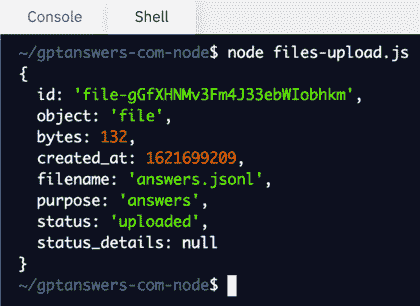 Console Shell
~/gptanswers-com-node$ node files-upload.js
{
  id: 'file-gGfXHNMv3Fm4J33ebWIobhkm',
  object: 'file',
  bytes: 132,
  created_at: 1621699209,
  filename: 'answers.jsonl',
  purpose: 'answers',
  status: 'uploaded',
  status_details: null
}
~/gptanswers-com-node$